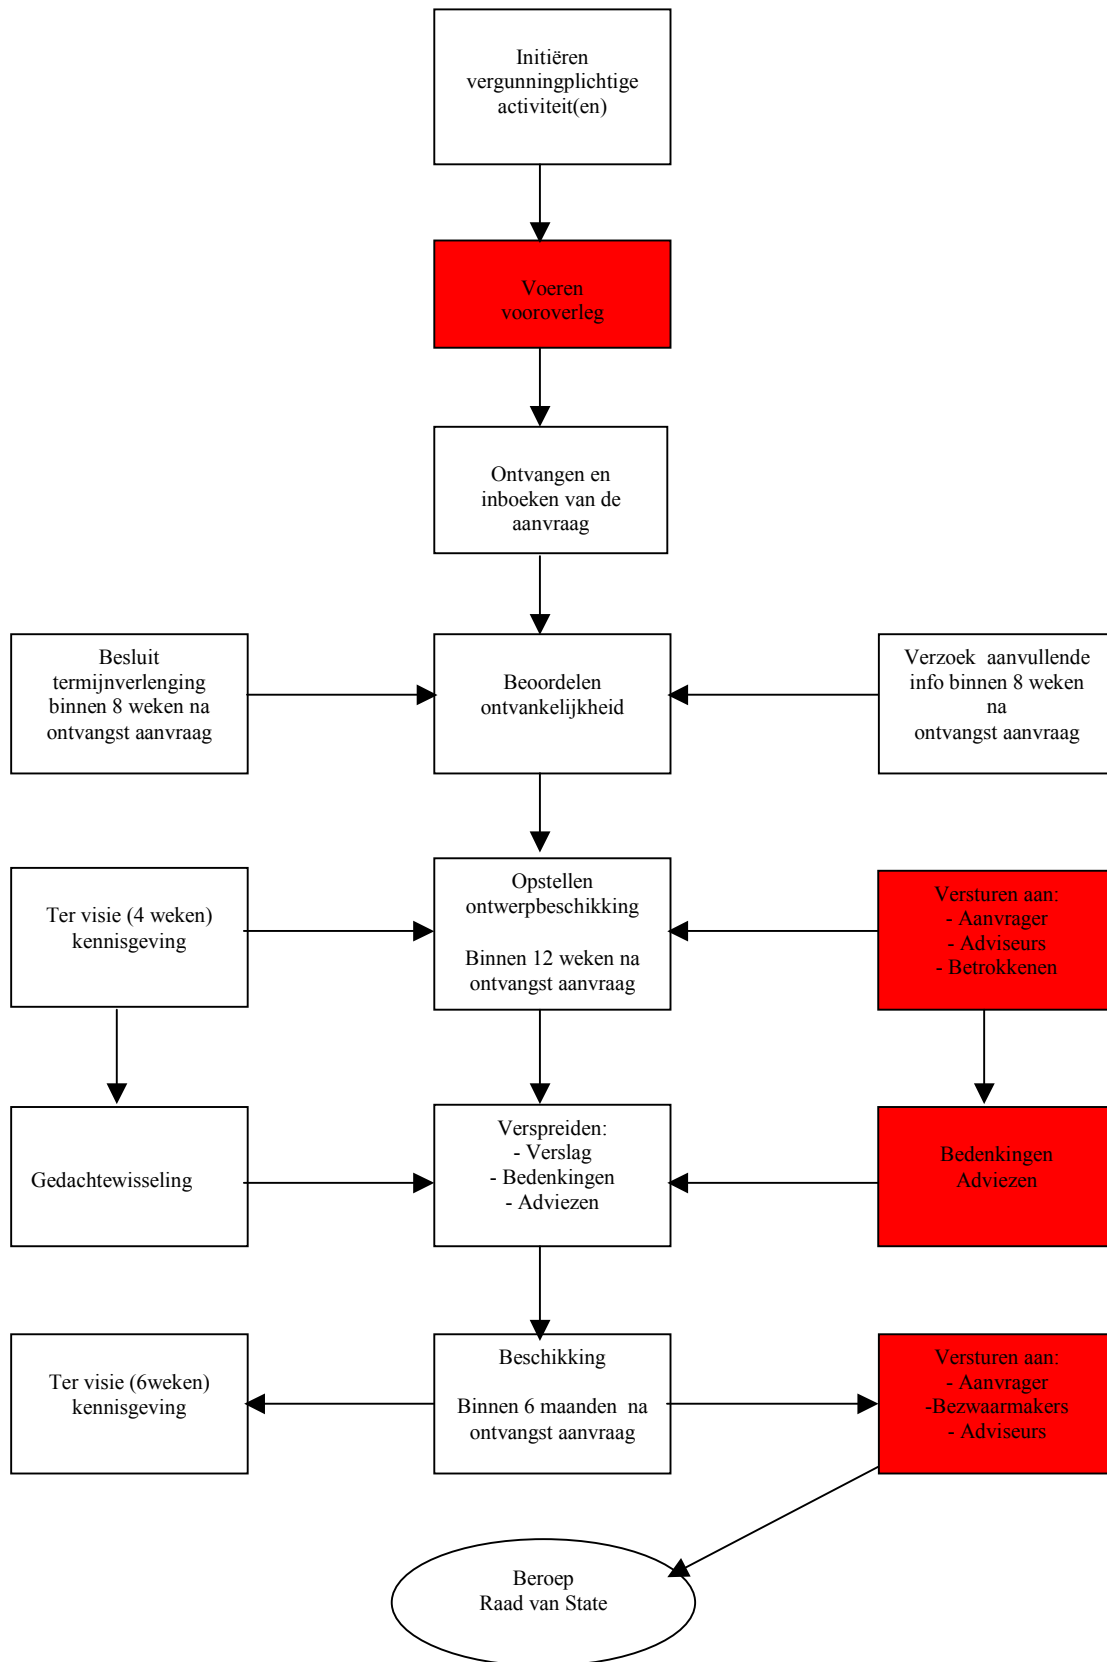 Initiëren
vergunningplichtige
activiteit(en)
Voeren
vooroverleg
Ontvangen en
inboeken van de
aanvraag
Besluit
termijnverlenging
binnen 8 weken na
ontvangst aanvraag
Beoordelen
ontvankelijkheid
Verzoek aanvullende
info binnen 8 weken
na
ontvangst aanvraag
Ter visie (4 weken)
kennisgeving
Opstellen
ontwerpbeschikking
Binnen 12 weken na
ontvangst aanvraag
Versturen aan:
- Aanvrager
- Adviseurs
- Betrokkenen
Gedachtewisseling
Verspreiden:
- Verslag
- Bedenkingen
- Adviezen
Bedenkingen
Adviezen
Ter visie (6weken)
kennisgeving
Beschikking
Binnen 6 maanden na
ontvangst aanvraag
Versturen aan:
- Aanvrager
-Bezwaarmakers
- Adviseurs
Beroep
Raad van State